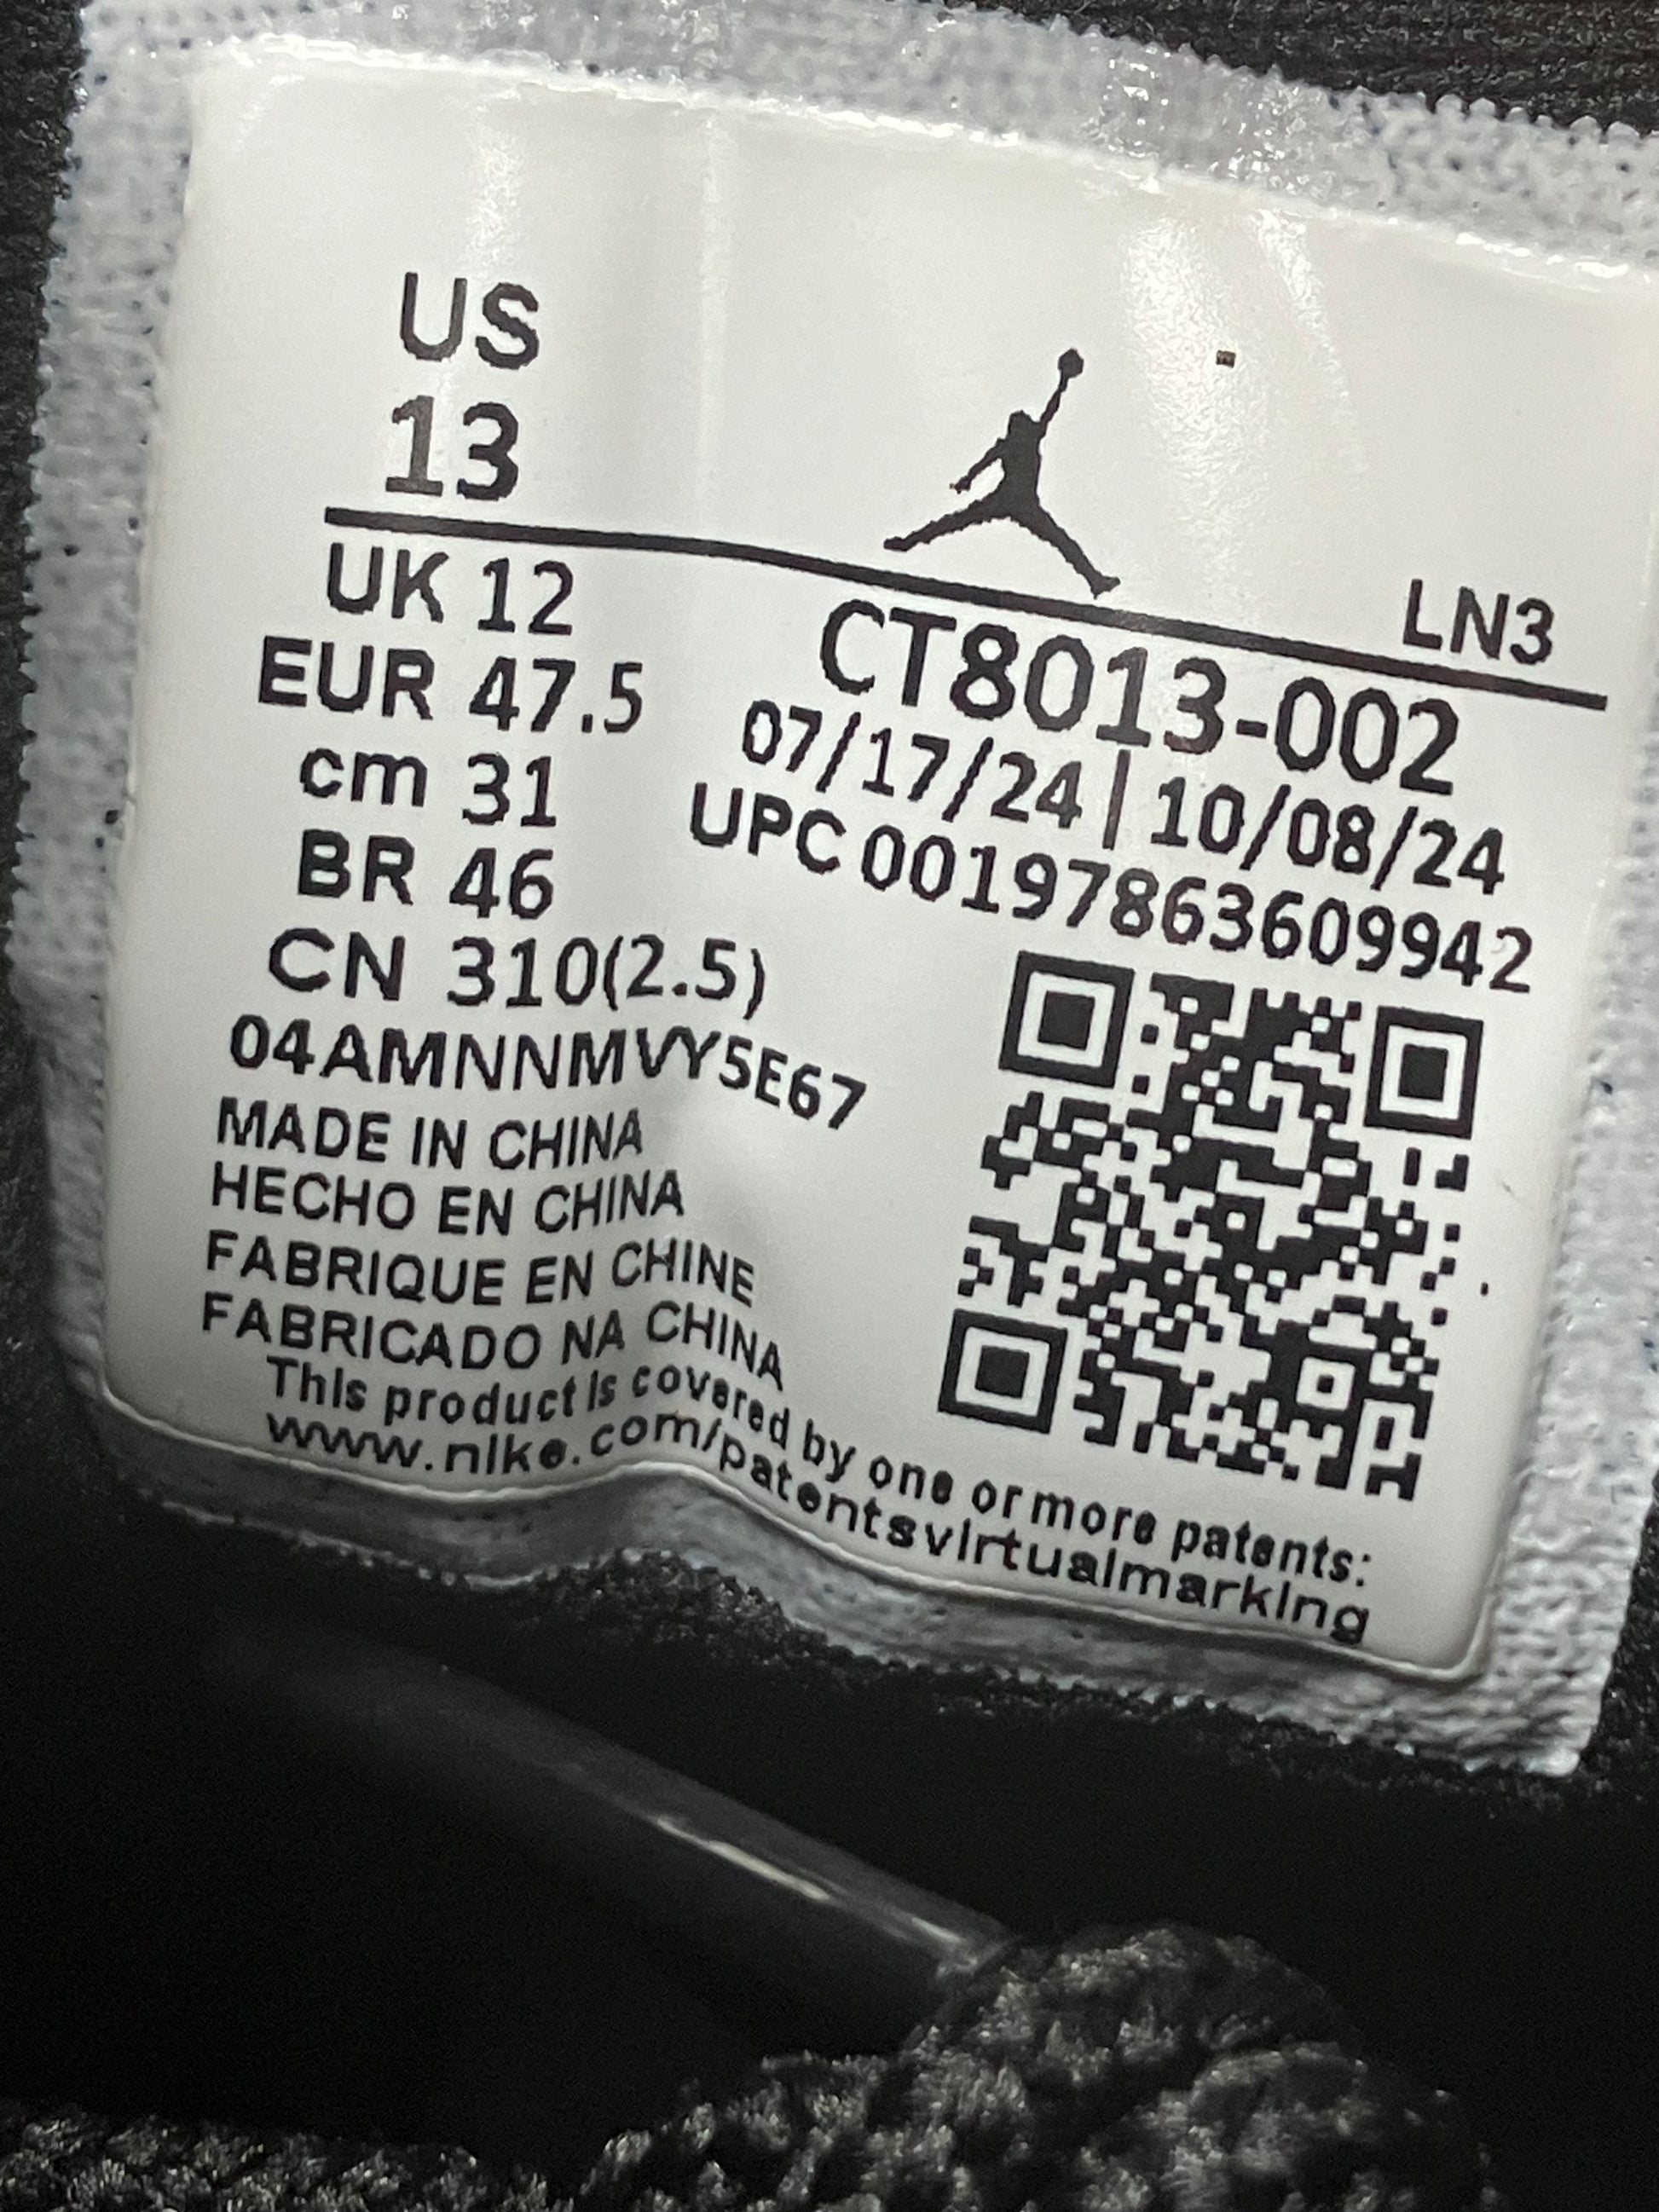 US
13
LN3
UK 12
EUR 47.5
cm 31
BR 46
CN 310(2.5)
CT8013-002
07/17/24|10/08/24
UPC 00197863609942
04AMNNMVY5E67
MADE IN CHINA
HECHO EN CHINA
FABRIQUE EN CHINE
FABRICADO NA CHINA
This product is covered by one or more patents:
www.nike.com/patentsvirtualmarking